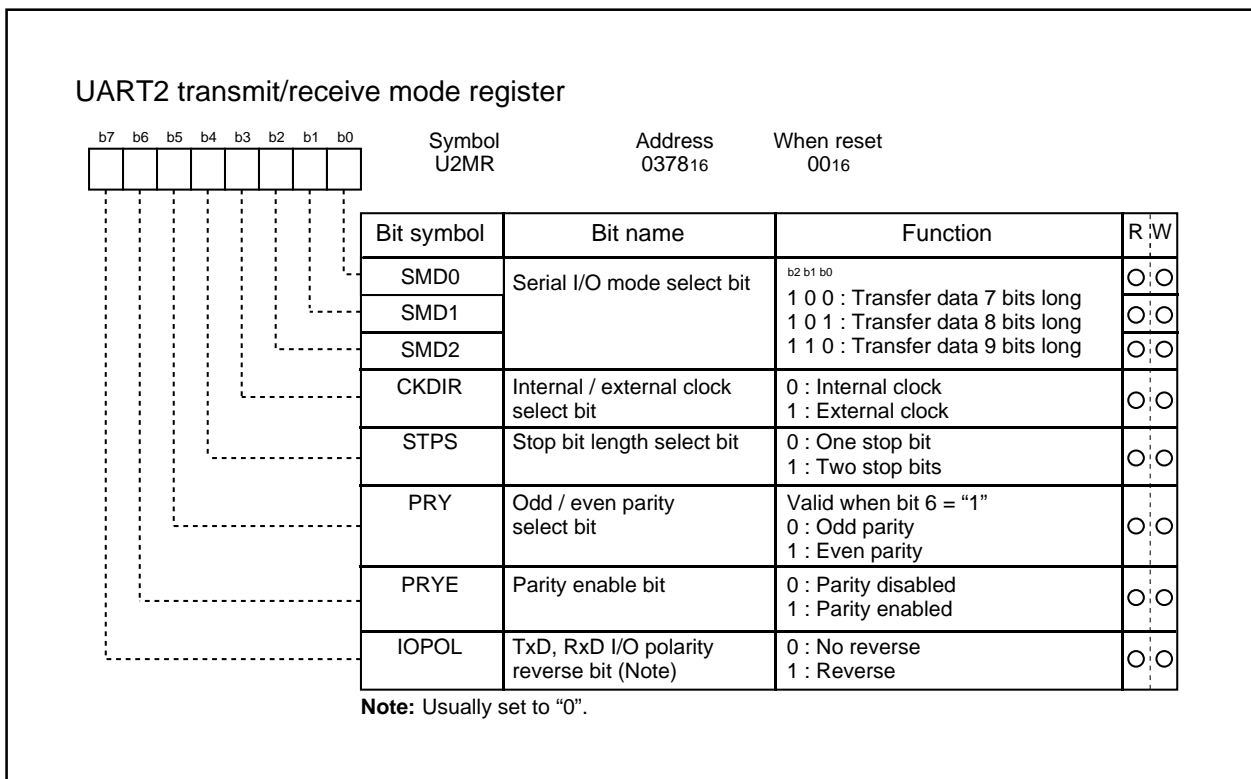 UART2 transmit/receive mode register
b7 b6 b5 b4 b3 b2 b1 b0
Symbol Address When reset
U2MR 037816 0016
Bit symbol Bit name Function R W
SMD0 Serial I/O mode select bit b2 b1 b0
1 0 0 : Transfer data 7 bits long
SMD1 1 0 1 : Transfer data 8 bits long
SMD2 1 1 0 : Transfer data 9 bits long
CKDIR Internal / external clock 0 : Internal clock
select bit 1 : External clock
STPS Stop bit length select bit 0 : One stop bit
1 : Two stop bits
PRY Odd / even parity Valid when bit 6 = “1”
select bit 0 : Odd parity
1 : Even parity
PRYE Parity enable bit 0 : Parity disabled
1 : Parity enabled
IOPOL TxD, RxD I/O polarity 0 : No reverse
reverse bit (Note) 1 : Reverse
Note: Usually set to “0”.